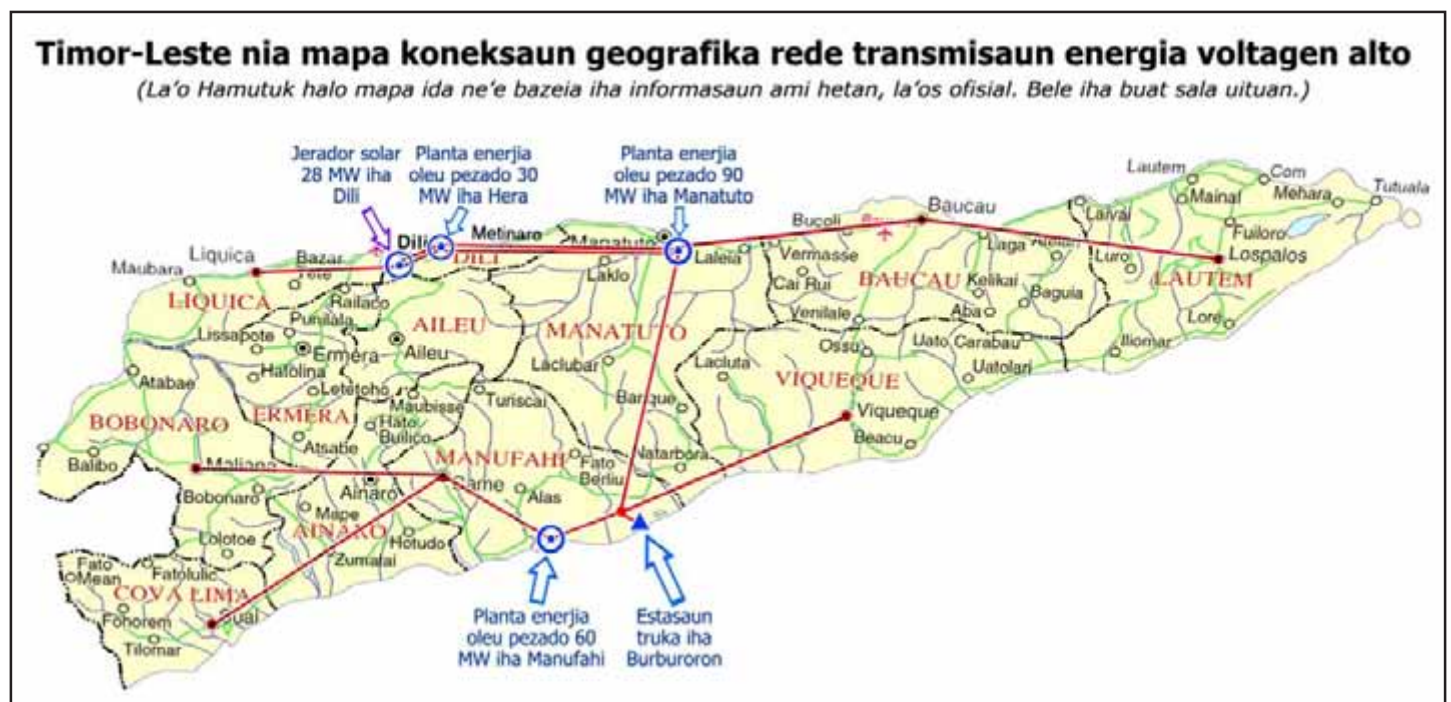 Timor-Leste nia mapa koneksaun geografika rede transmisaun energia voltagen alto
(La'o Hamutuk halo mapa ida ne'e bazeia iha informasaun ami hetan, la'os ofisial. Bele iha buat sala uituan.)
Jerador solar
28 MW iha
Dili
Planta enerjia
oleu pezado 30
MW iha Hera
Planta enerjia
oleu pezado 90
MW iha Manatuto
Lautem
Com
Mainal
Mehara
Tutuala
Baucau
Bucoli
Laivai
Fuiloro
Dili
Metinaro
Manatuto
Liquica
Bazar
Tete
DILI
Laleia
Laga
Luro
Lospalos
Maubara
Laklo
Vermasse
Cai Rui
BAUCAU
Kelikai
Baguia
LAUTEM
LIQUICA
Railaco
Punilala
AILEU
MANATUTO
Venilale
Aba
Lore
Lissapote
Ermera
Aileu
Ossu
Uato Carabau
Iliomar
Atabae
Hatolina
Letefoho
Laclubar
Lacluta
Uatolari
Maubisse
Turiscai
VIQUEQUE
BOBONARO
ERMERA
Hato
Builico
Barique
Viqueque
Atsabe
Beacu
Balibo
Maliana
MANUFAHI
Fato
Berliu
Natarbora
Bobonaro
Ainaro
Same
Alas
Mape
AINARO
Lolotoe
Hotudo
Zumalai
Fato
Mean
Fatolulic
COVA LIMA
Fohorem
Suai
Tilomar
Planta enerjia
oleu pezado 60
MW iha Manufahi
Estasaun
truka iha
Burburoron